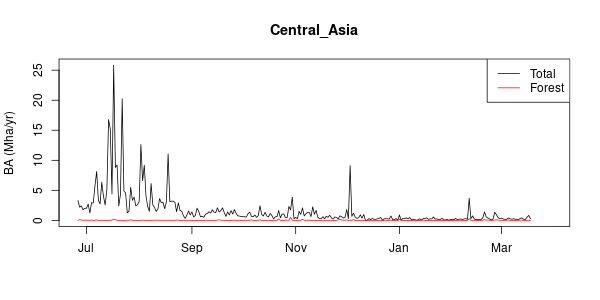 Central_Asia
BA (Mha/yr)
25
20
15
10
5
0
Total
Forest
Jul Sep Nov Jan Mar